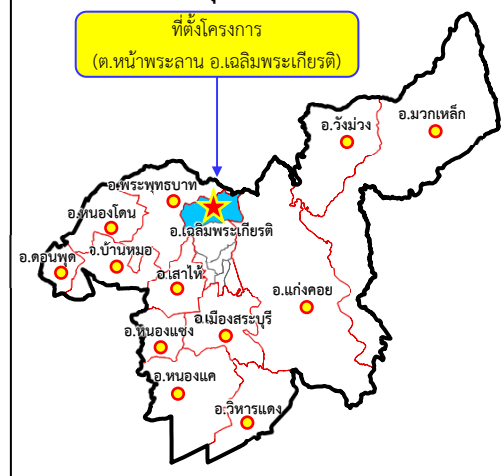 ที่ตั้งโครงการ
(ต.หน้าพระลาน อ.เฉลิมพระเกียรติ)
อ.วังม่วง
อ.มวกเหล็ก
อ.พระพุทธบาท
อ.หนองโดน
อ.เฉลิมพระเกียรติ
อ.ดอนพุด
อ.บ้านหมอ
อ.เสาไห้
อ.แก่งคอย
อ.หนองแซง
อ.เมืองสระบุรี
อ.หนองแค
อ.วิหารแดง